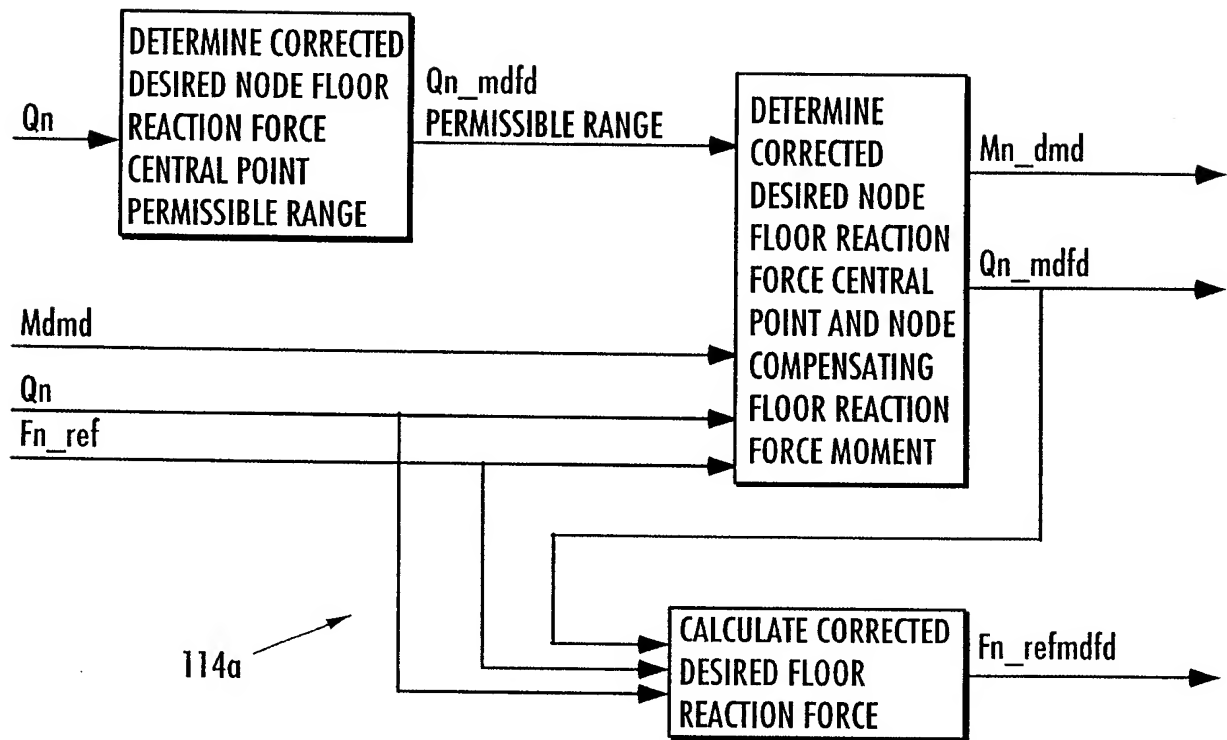 DETERMINE CORRECTED
DESIRED NODE FLOOR
REACTION FORCE
CENTRAL POINT
PERMISSIBLE RANGE
Qn
Qn_mdfd
PERMISSIBLE RANGE
DETERMINE
CORRECTED
DESIRED NODE
FLOOR REACTION
FORCE CENTRAL
POINT AND NODE
COMPENSATING
FLOOR REACTION
FORCE MOMENT
Mn_dmd
Qn_mdfd
Mdmd
Qn
Fn_ref
CALCULATE CORRECTED
DESIRED FLOOR
REACTION FORCE
Fn_refmdfd
114a